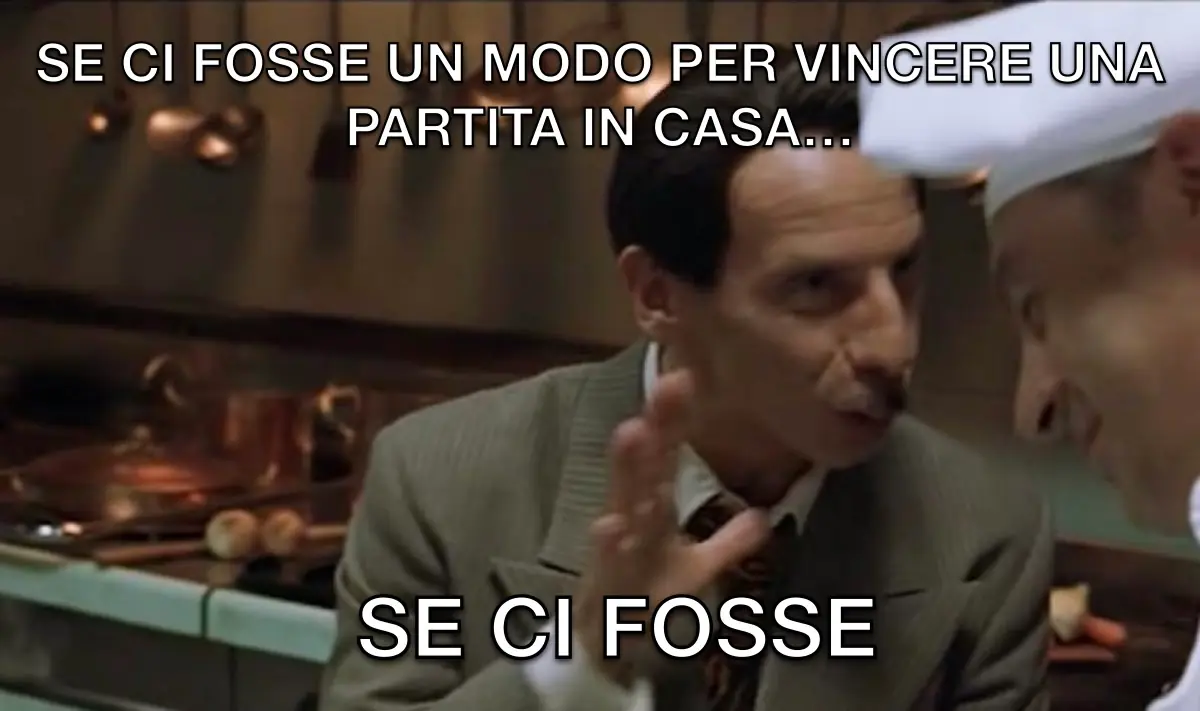 SE CI FOSSE UN MODO PER VINCERE UNA
PARTITA IN CASA...
SE CI FOSSE